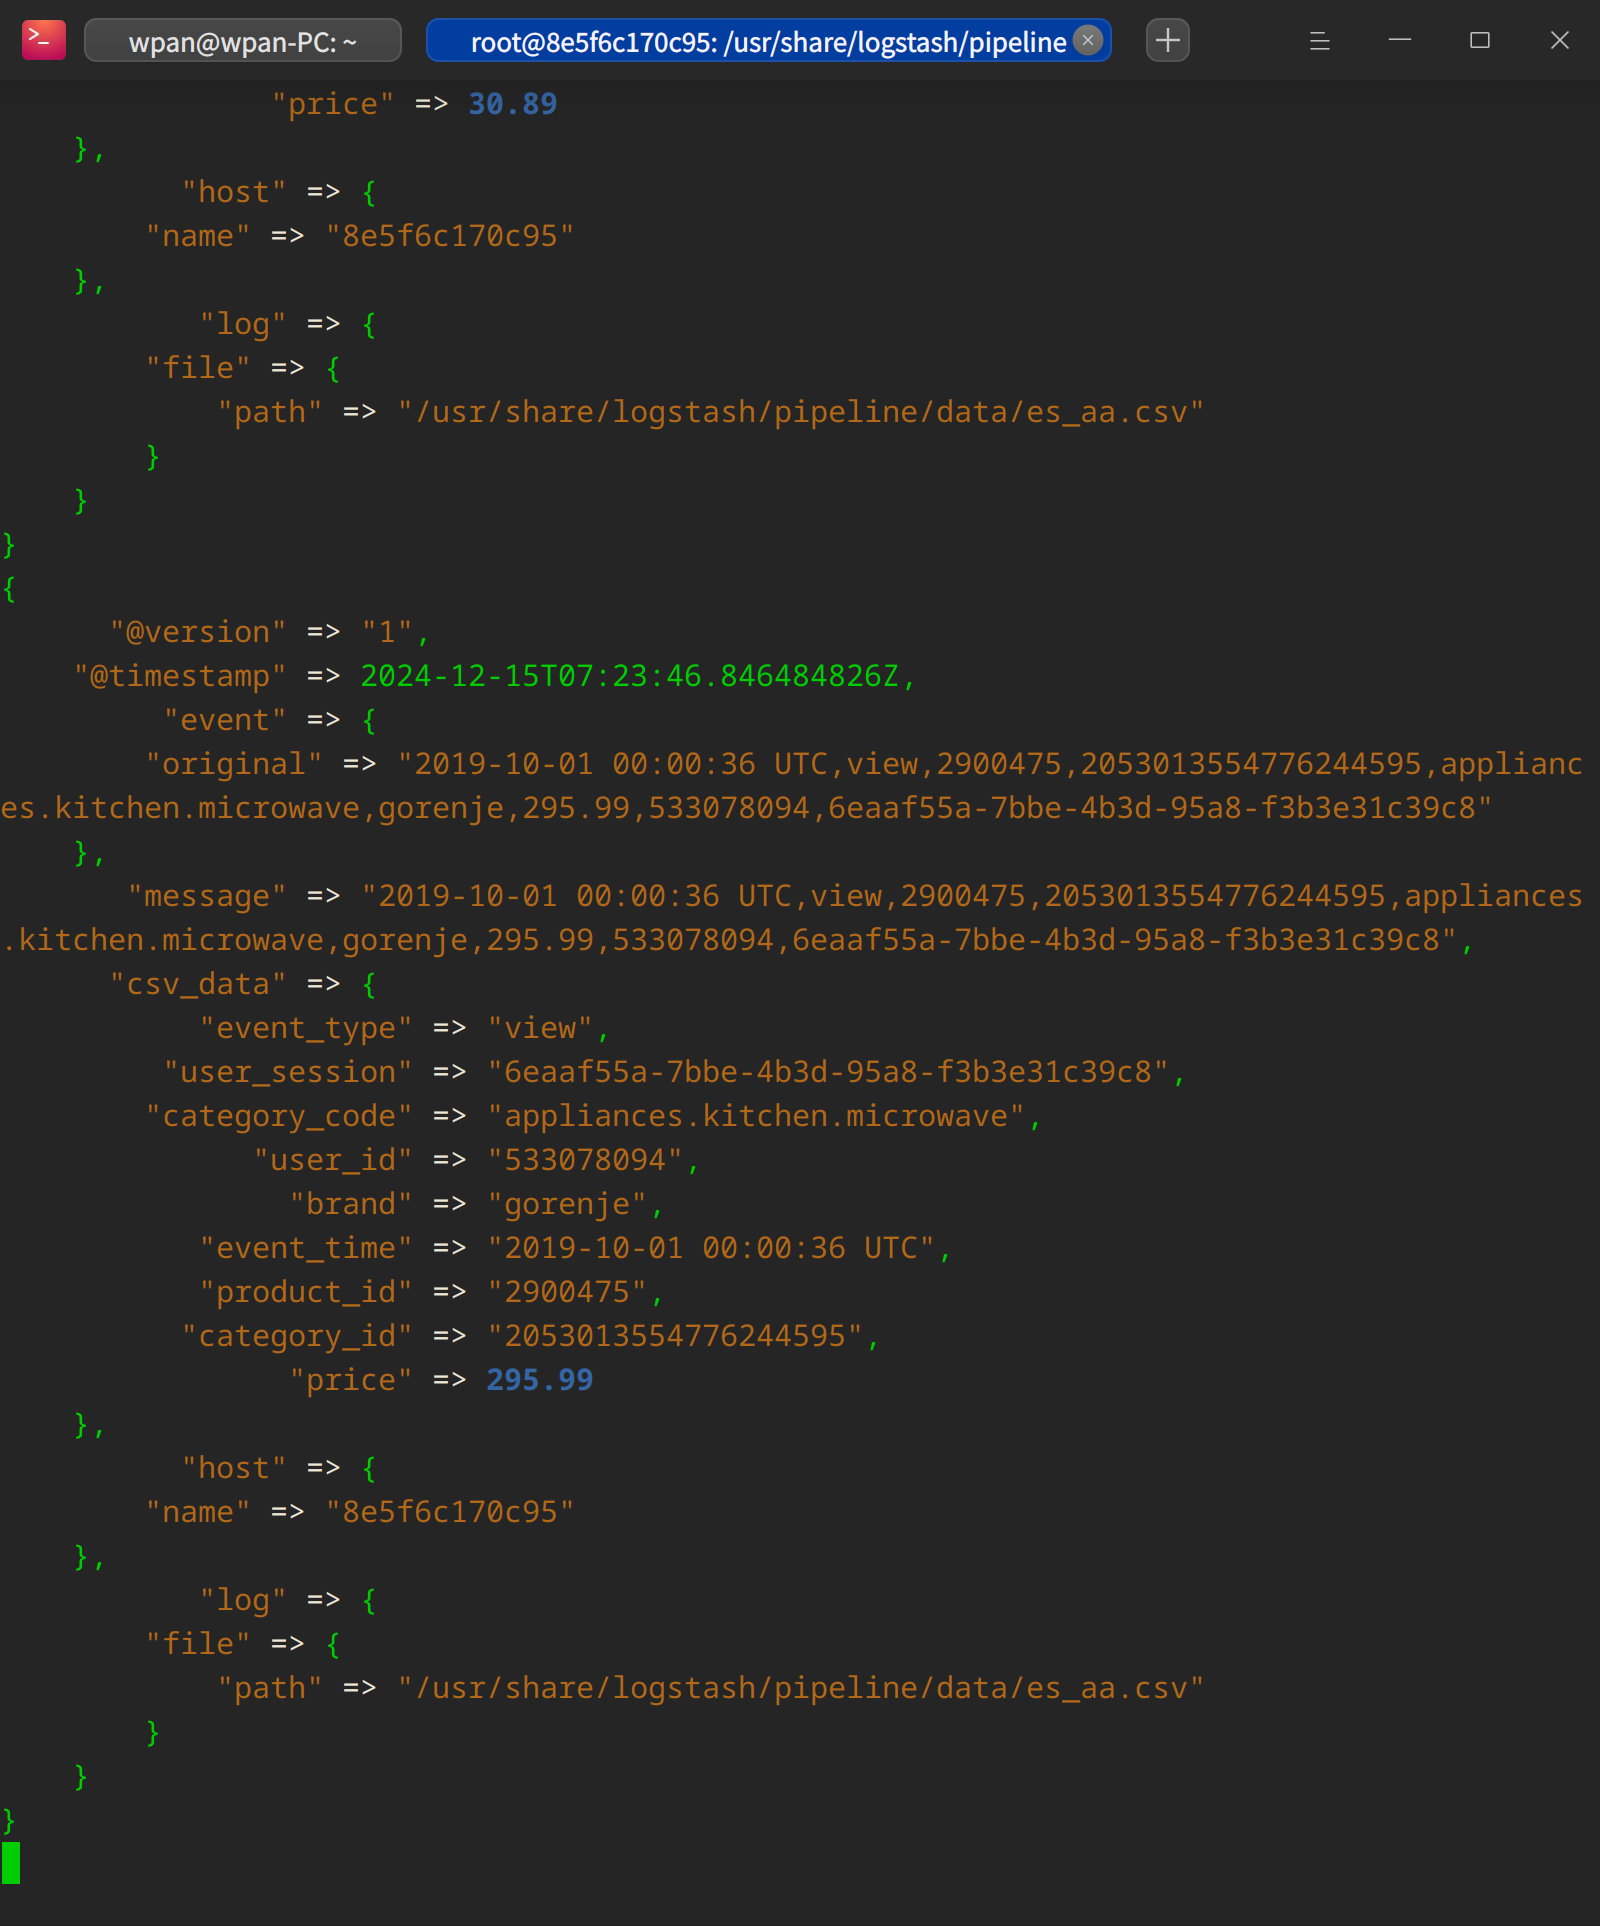 wpan@wpan-PC: ~
root@8e5f6c170c95: /usr/share/logstash/pipeline
"price" => 30.89
},
"host" => {
"name" => "8e5f6c170c95"
},
"log" => {
"file" => {
"path" => "/usr/share/logstash/pipeline/data/es_aa.csv"
}
}
}
{
"@version" => "1",
"@timestamp" => 2024-12-15T07:23:46.846484826Z,
"event" => {
"original" => "2019-10-01 00:00:36 UTC,view,2900475,2053013554776244595,applianc
es.kitchen.microwave,gorenje,295.99,533078094,6eaaf55a-7bbe-4b3d-95a8-f3b3e31c39c8"
},
"message" => "2019-10-01 00:00:36 UTC,view,2900475,2053013554776244595,appliances
.kitchen.microwave,gorenje,295.99,533078094,6eaaf55a-7bbe-4b3d-95a8-f3b3e31c39c8",
"csv_data" => {
"event_type" => "view",
"user_session" => "6eaaf55a-7bbe-4b3d-95a8-f3b3e31c39c8",
"category_code" => "appliances.kitchen.microwave",
"user_id" => "533078094",
"brand" => "gorenje",
"event_time" => "2019-10-01 00:00:36 UTC",
"product_id" => "2900475",
"category_id" => "2053013554776244595",
"price" => 295.99
},
"host" => {
"name" => "8e5f6c170c95"
},
"log" => {
"file" => {
"path" => "/usr/share/logstash/pipeline/data/es_aa.csv"
}
}
}